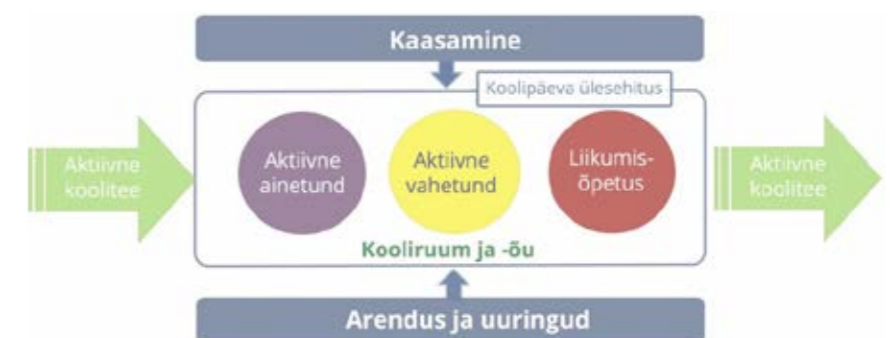 Kaasamine
Koolipäeva ülesehitus
Aktiivne
koolitee
Aktiivne
ainetund
Aktiivne
vahetund
Liikumis-
õpetus
Aktiivne
koolitee
Kooliruum ja -õu
Arendus ja uuringud